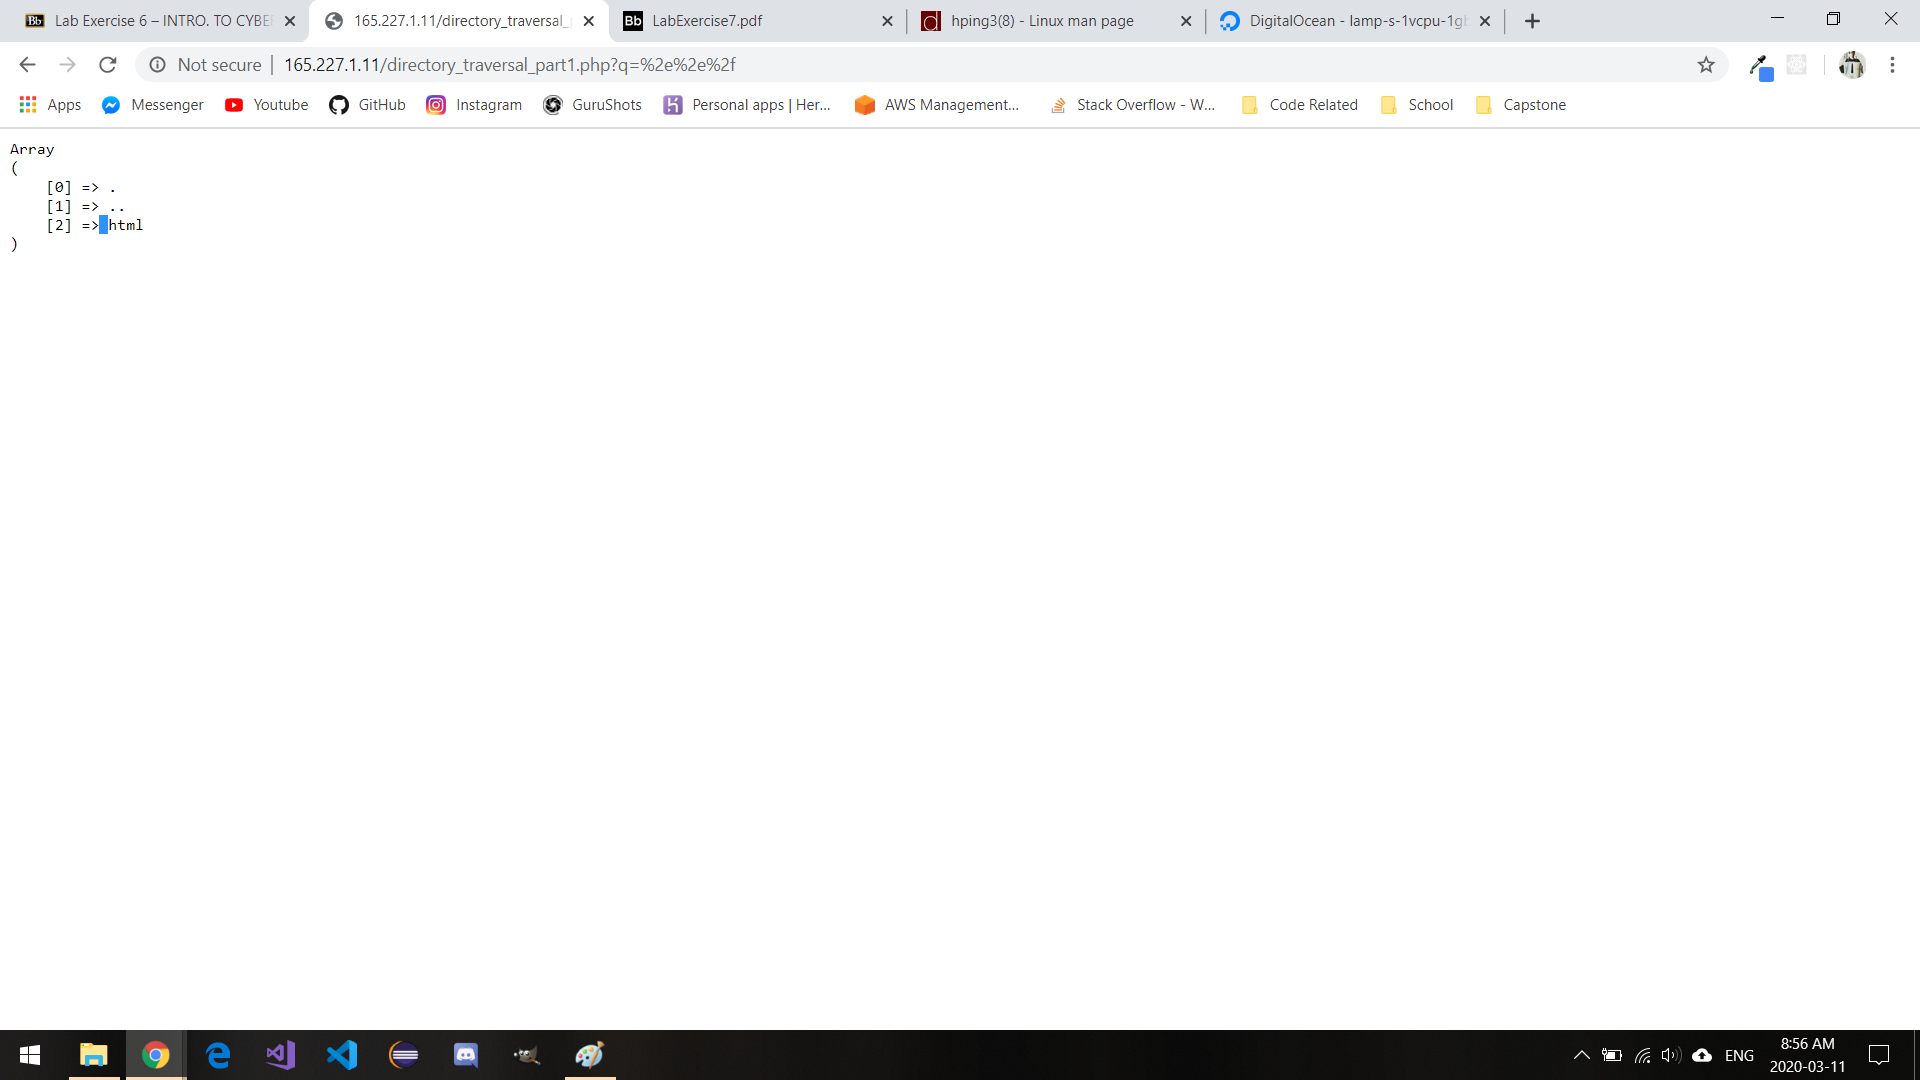 Lab Exercise 6 – INTRO. TO CYBER
165.227.1.11/directory_traversal_
LabExercise7.pdf
hping3(8) - Linux man page
DigitalOcean - lamp-s-1vcpu-1gb
Not secure | 165.227.1.11/directory_traversal_part1.php?q=%2e%2e%2f
Apps Messenger Youtube GitHub Instagram GuruShots Personal apps | Her... AWS Management... Stack Overflow - W... Code Related School Capstone
Array
(
[0] => .
[1] => ..
[2] => html
)
ENG
8:56 AM
2020-03-11